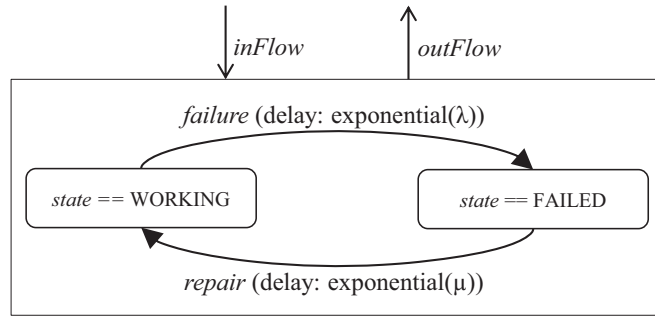 inFlow outFlow
failure (delay: exponential(λ))
state == WORKING state == FAILED
repair (delay: exponential(μ))